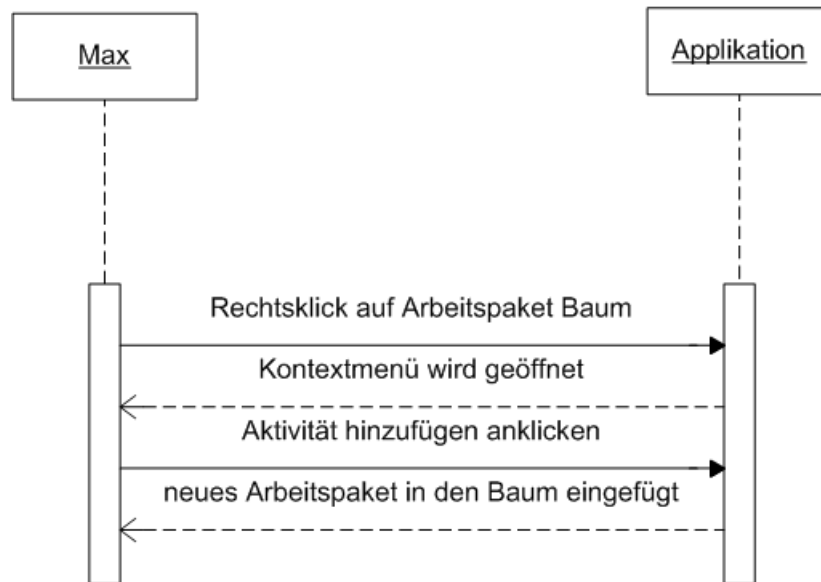 Max
Applikation
Rechtsklick auf Arbeitspaket Baum
Kontextmenü wird geöffnet
Aktivität hinzufügen anklicken
neues Arbeitspaket in den Baum eingefügt